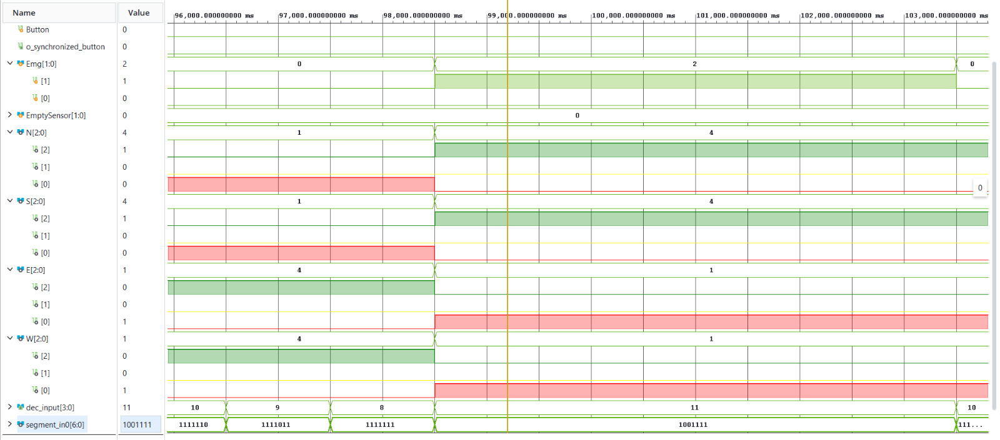 Name Value 96,000.000000000 ms 97,000.000000000 ms 98,000.000000000 ms 99,000.000000000 ms 100,000.000000000 ms 101,000.000000000 ms 102,000.000000000 ms 103,000.000000000 ms
Button 0
o_synchronized_button 0
Emg[1:0] 2 0 2 0
[1] 1
[0] 0
EmptySensor[1:0] 0 0
N[2:0] 4 1 4
[2] 1
[1] 0
[0] 0 0
S[2:0] 4 1 4
[2] 1
[1] 0
[0] 0
E[2:0] 1 4 1
[2] 0
[1] 0
[0] 1
W[2:0] 1 4 1
[2] 0
[1] 0
[0] 1
dec_input[3:0] 11 10 9 8 11 10
segment_in0[6:0] 1001111 1111110 1111011 1111111 1001111 111...